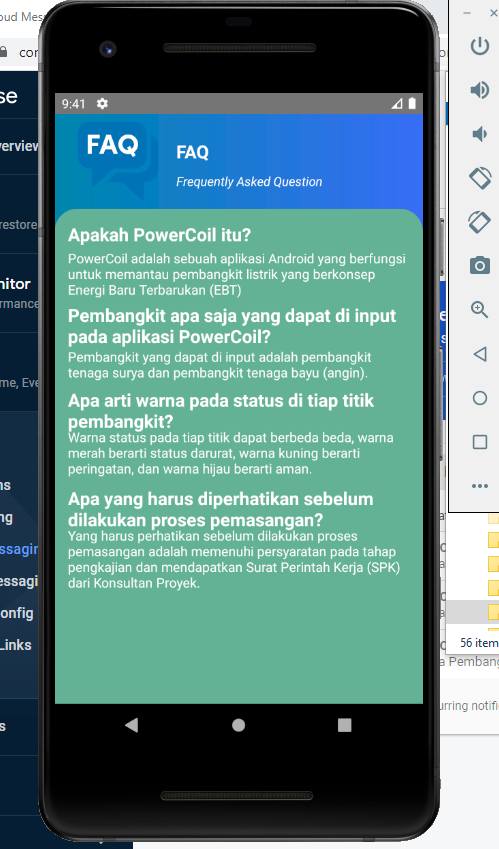 oud Mess
con
se
verview
restore
nitor
rmance
me, Eve
ns
ng
essaging
essagi
onfig
Links
s
9:41
FAQ
FAQ
Frequently Asked Question
Apakah PowerCoil itu?
PowerCoil adalah sebuah aplikasi Android yang berfungsi
untuk memantau pembangkit listrik yang berkonsep
Energi Baru Terbarukan (EBT)
Pembangkit apa saja yang dapat di input
pada aplikasi PowerCoil?
Pembangkit yang dapat di input adalah pembangkit
tenaga surya dan pembangkit tenaga bayu (angin).
Apa arti warna pada status di tiap titik
pembangkit?
Warna status pada tiap titik dapat berbeda beda, warna
merah berarti status darurat, warna kuning berarti
peringatan, dan warna hijau berarti aman.
Apa yang harus diperhatikan sebelum
dilakukan proses pemasangan?
Yang harus perhatikan sebelum dilakukan proses
pemasangan adalah memenuhi persyaratan pada tahap
pengkajian dan mendapatkan Surat Perintah Kerja (SPK)
dari Konsultan Proyek.
56 item
a Pembang
urring notific